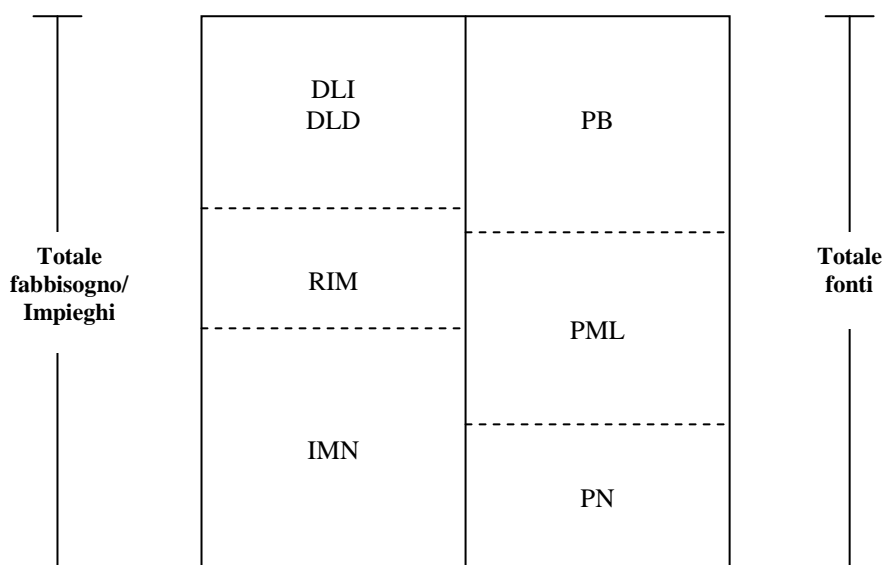 DLI
DLD
PB
Totale
fabbisogno/
Impieghi
RIM
Totale
fonti
PML
IMN
PN